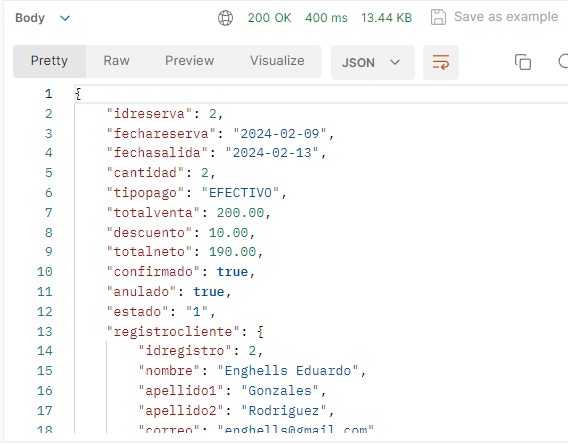 Body 200 OK 400 ms 13.44 KB Save as example
Pretty Raw Preview Visualize JSON
1 {
2 "idreserva": 2,
3 "fechareserva": "2024-02-09",
4 "fechasalida": "2024-02-13",
5 "cantidad": 2,
6 "tipopago": "EFECTIVO",
7 "totalventa": 200.00,
8 "descuento": 10.00,
9 "totalneto": 190.00,
10 "confirmado": true,
11 "anulado": true,
12 "estado": "1",
13 "registrocliente": {
14 "idregistro": 2,
15 "nombre": "Enghells Eduardo",
16 "apellido1": "Gonzales",
17 "apellido2": "Rodriguez",
18 "correo": "enghells@gmail.com"